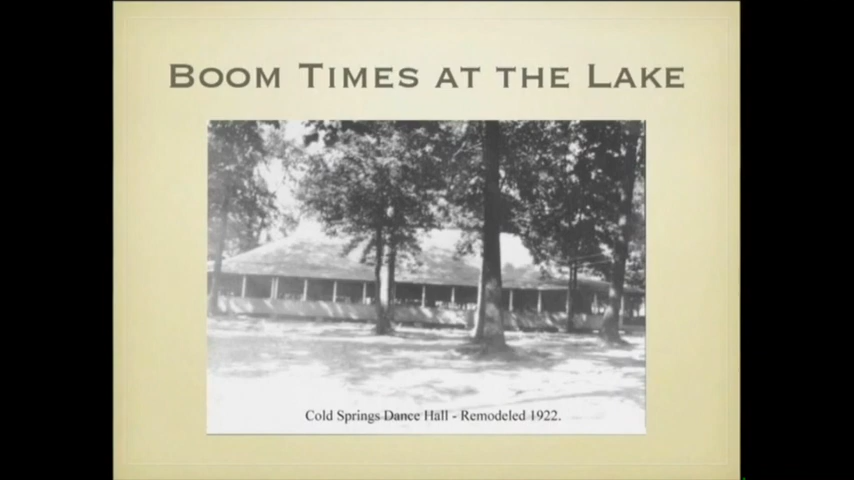 BOOM TIMES AT THE LAKE
Cold Springs Dance Hall - Remodeled 1922.